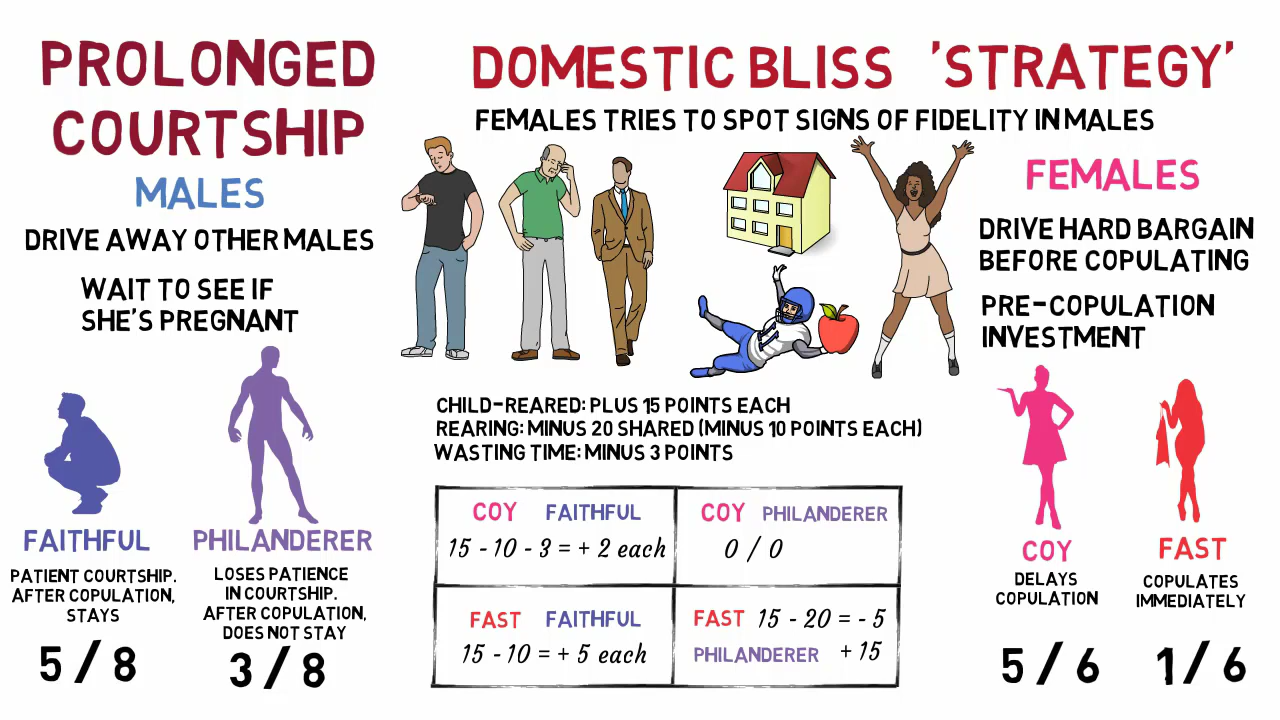 PROLONGED
COURTSHIP
MALES
DRIVE AWAY OTHER MALES
WAIT TO SEE IF
SHE'S PREGNANT
FAITHFUL
PATIENT COURTSHIP.
AFTER COPULATION,
STAYS
5 / 8
PHILANDERER
LOSES PATIENCE
IN COURTSHIP.
AFTER COPULATION,
DOES NOT STAY
3 / 8
DOMESTIC BLISS 'STRATEGY'
FEMALES TRIES TO SPOT SIGNS OF FIDELITY IN MALES
CHILD-REARED: PLUS 15 POINTS EACH
REARING: MINUS 20 SHARED (MINUS 10 POINTS EACH)
WASTING TIME: MINUS 3 POINTS
COY FAITHFUL
15 - 10 - 3 = + 2 each
COY PHILANDERER
0 / 0
FAST FAITHFUL
15 - 10 = + 5 each
FAST 15 - 20 = - 5
PHILANDERER + 15
FEMALES
DRIVE HARD BARGAIN
BEFORE COPULATING
PRE-COPULATION
INVESTMENT
COY
DELAYS
COPULATION
5 / 6
FAST
COPULATES
IMMEDIATELY
1 / 6